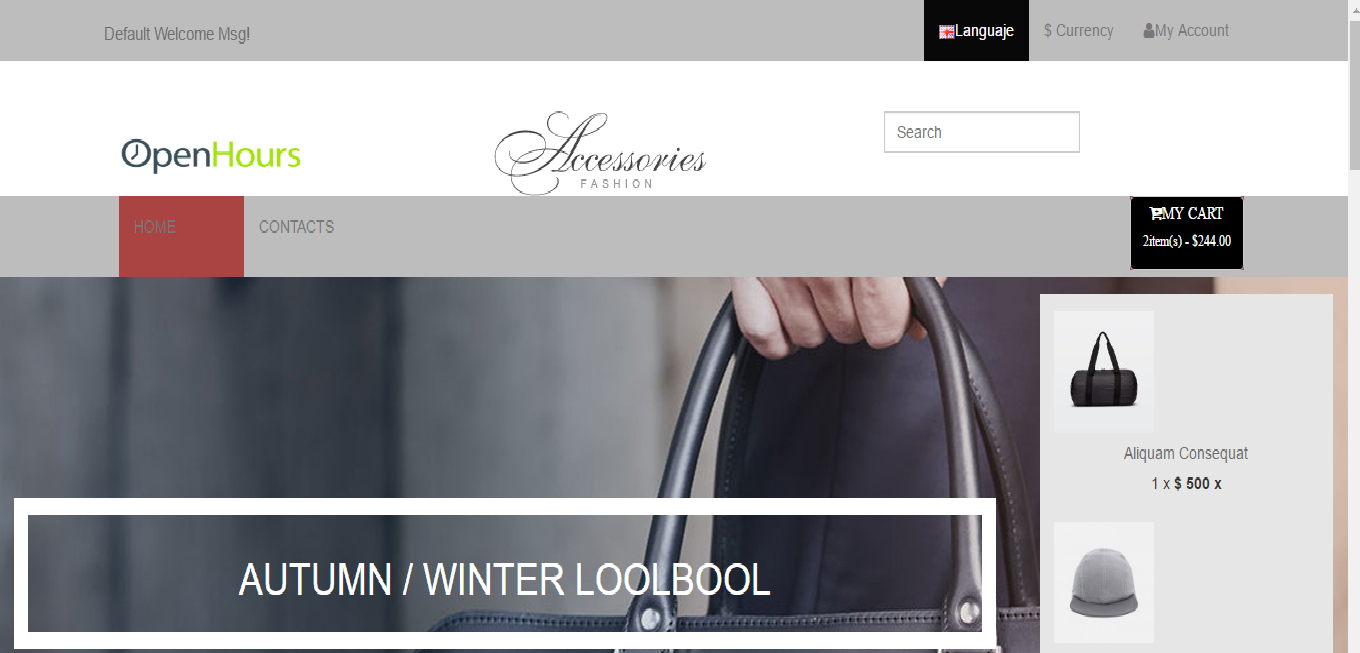 Default Welcome Msg!
Languaje
$ Currency
My Account
OpenHours
Accessories
FASHION
Search
HOME
CONTACTS
MY CART
2item(s) - $244.00
Aliquam Consequat
1 x $ 500 x
AUTUMN / WINTER LOOLBOOL